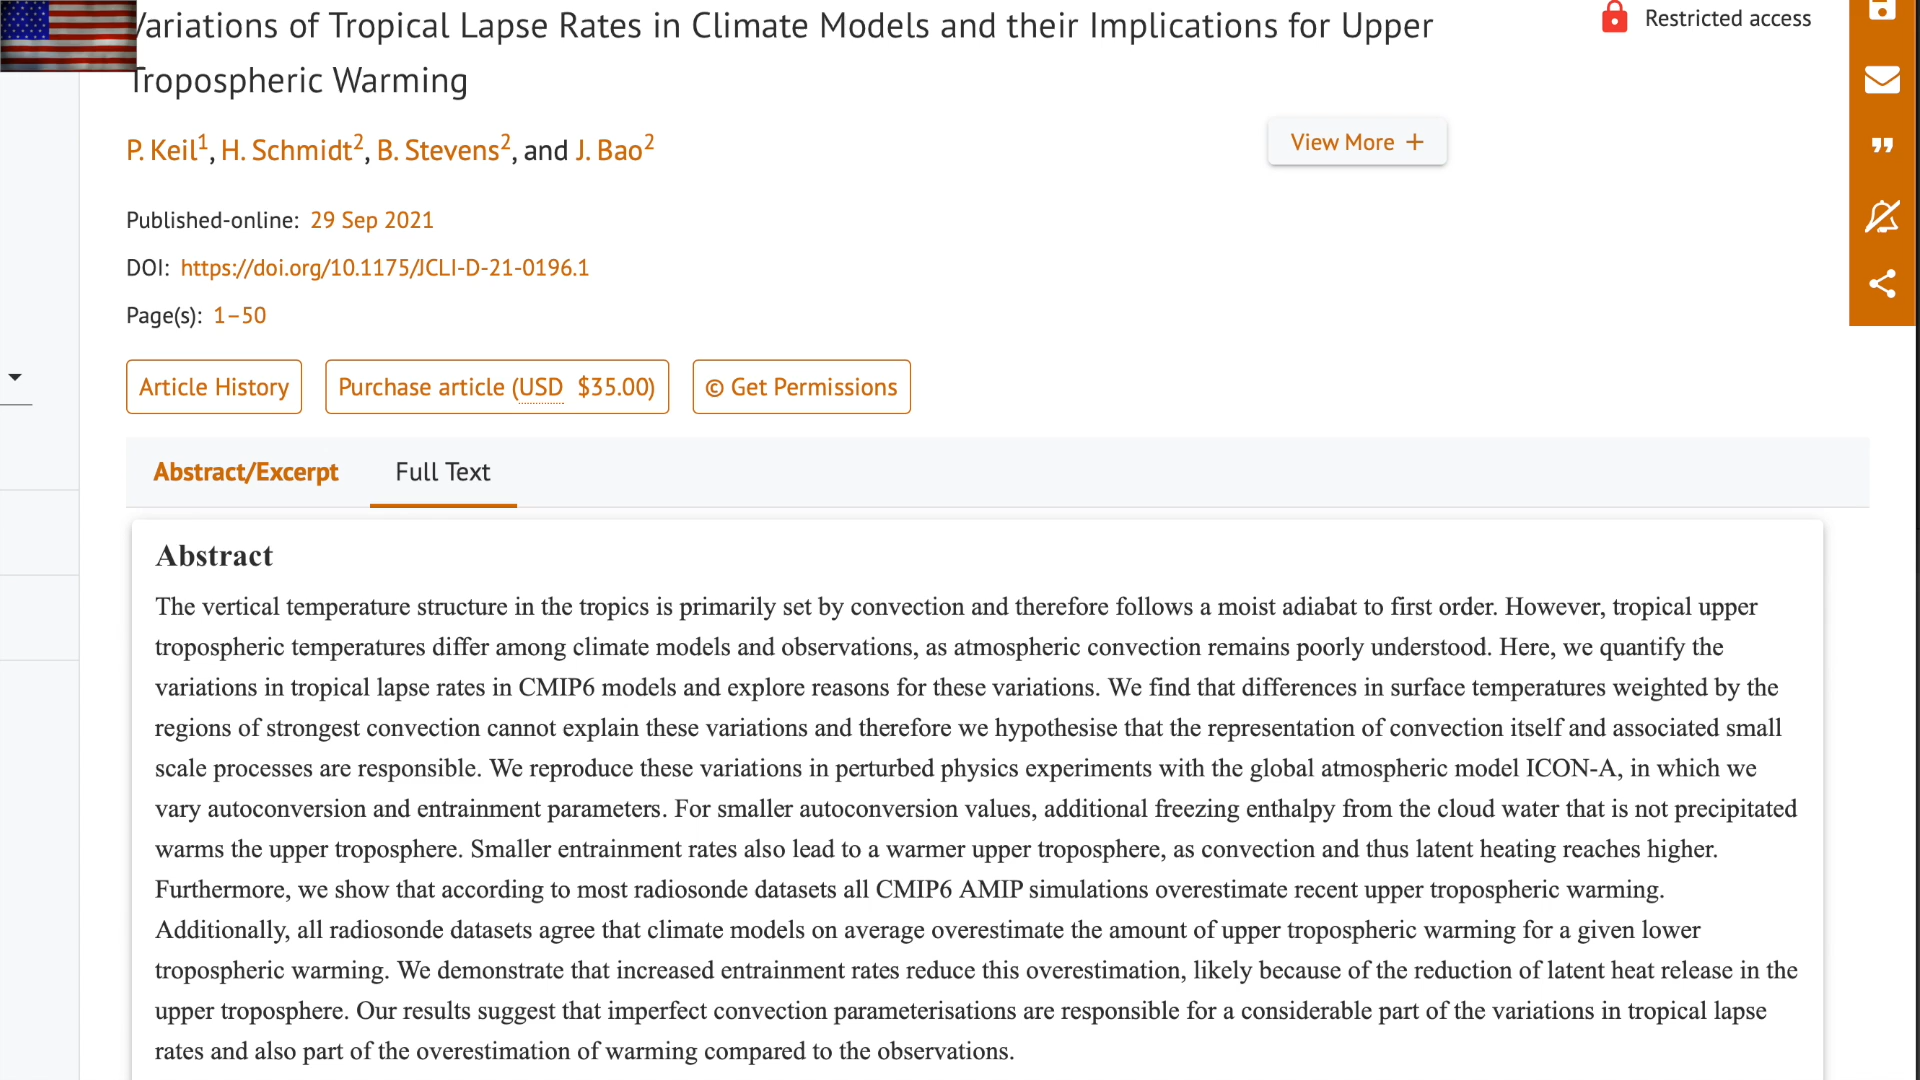 Variations of Tropical Lapse Rates in Climate Models and their Implications for Upper
Tropospheric Warming
Restricted access
P. Keil1, H. Schmidt2, B. Stevens2, and J. Bao2
View More +
Published-online: 29 Sep 2021
DOI: https://doi.org/10.1175/JCLI-D-21-0196.1
Page(s): 1–50
Article History
Purchase article (USD $35.00)
© Get Permissions
Abstract/Excerpt
Full Text
Abstract
The vertical temperature structure in the tropics is primarily set by convection and therefore follows a moist adiabat to first order. However, tropical upper
tropospheric temperatures differ among climate models and observations, as atmospheric convection remains poorly understood. Here, we quantify the
variations in tropical lapse rates in CMIP6 models and explore reasons for these variations. We find that differences in surface temperatures weighted by the
regions of strongest convection cannot explain these variations and therefore we hypothesise that the representation of convection itself and associated small
scale processes are responsible. We reproduce these variations in perturbed physics experiments with the global atmospheric model ICON-A, in which we
vary autoconversion and entrainment parameters. For smaller autoconversion values, additional freezing enthalpy from the cloud water that is not precipitated
warms the upper troposphere. Smaller entrainment rates also lead to a warmer upper troposphere, as convection and thus latent heating reaches higher.
Furthermore, we show that according to most radiosonde datasets all CMIP6 AMIP simulations overestimate recent upper tropospheric warming.
Additionally, all radiosonde datasets agree that climate models on average overestimate the amount of upper tropospheric warming for a given lower
tropospheric warming. We demonstrate that increased entrainment rates reduce this overestimation, likely because of the reduction of latent heat release in the
upper troposphere. Our results suggest that imperfect convection parameterisations are responsible for a considerable part of the variations in tropical lapse
rates and also part of the overestimation of warming compared to the observations.